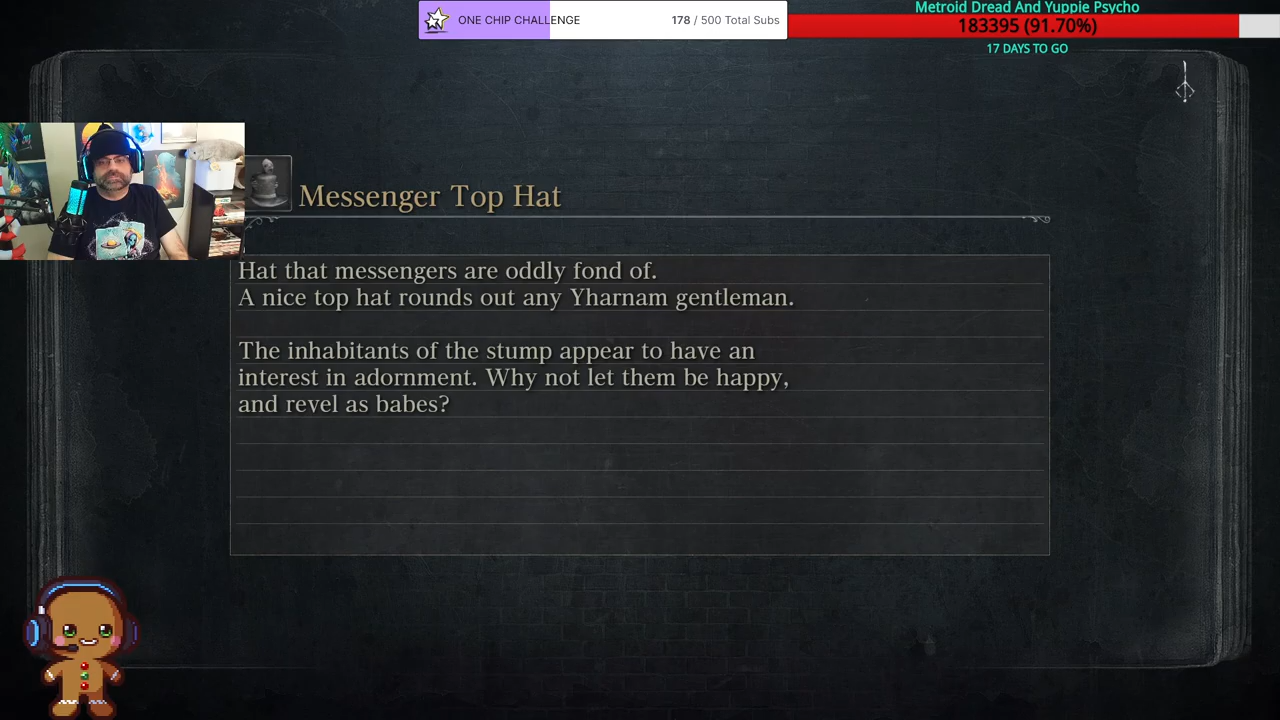 ONE CHIP CHALLENGE
178 / 500 Total Subs
Metroid Dread And Yuppie Psycho
183395 (91.70%)
17 DAYS TO GO
Messenger Top Hat
Hat that messengers are oddly fond of.
A nice top hat rounds out any Yharnam gentleman.
The inhabitants of the stump appear to have an
interest in adornment. Why not let them be happy,
and revel as babes?